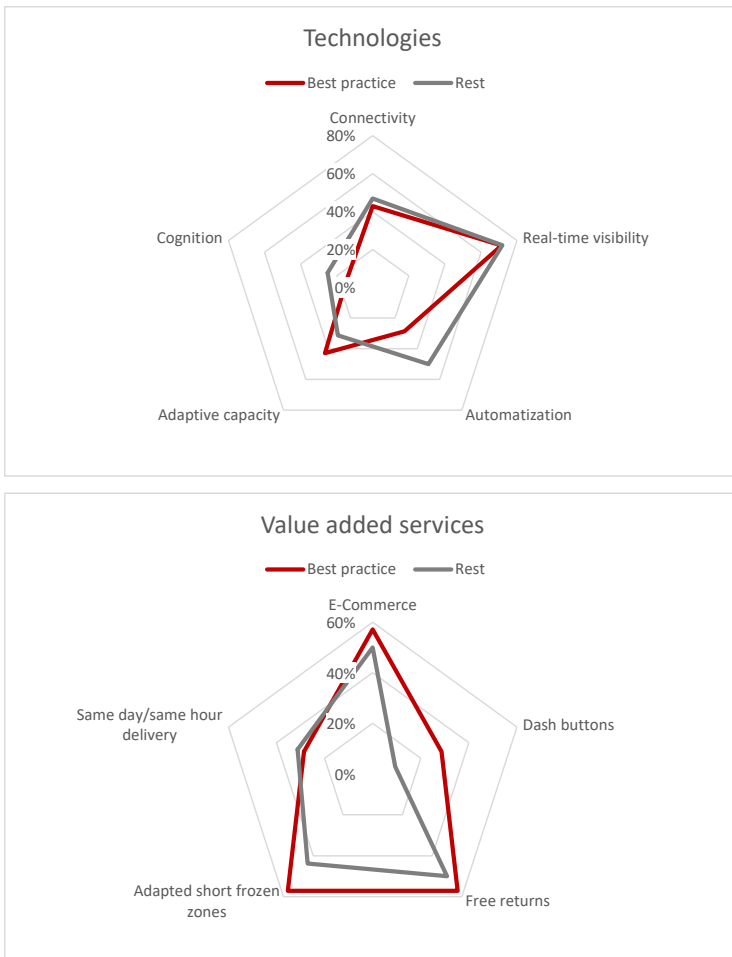 Technologies
Best practice
Rest
Connectivity
80%
60%
40%
20%
0%
Real-time visibility
Automatization
Adaptive capacity
Cognition
Value added services
Best practice
Rest
E-Commerce
60%
40%
20%
0%
Dash buttons
Free returns
Adapted short frozen
zones
Same day/same hour
delivery